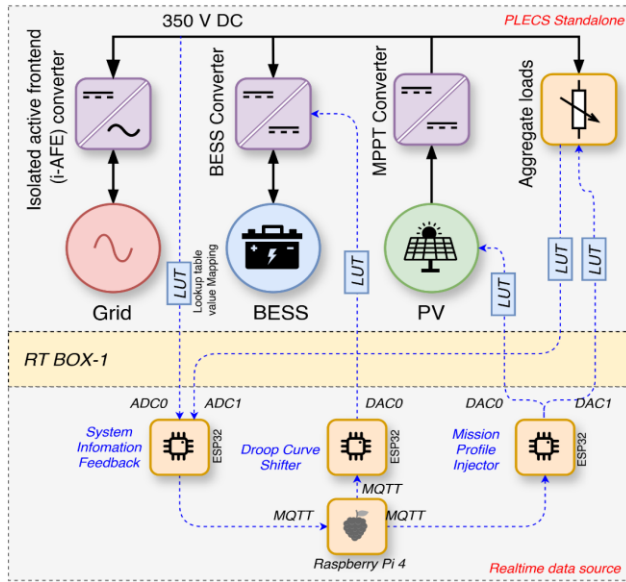 350 V DC
PLECS Standalone
Isolated active frontend
(i-AFE) converter
BESS Converter
MPPT Converter
Aggregate loads
LUT
Lookup table
value Mapping
LUT
LUT
LUT
LUT
Grid
BESS
PV
RT BOX-1
ADC0
ADC1
DAC0
DAC0
DAC1
System
Infomation
Feedback
ESP32
Droop Curve
Shifter
ESP32
Mission
Profile
Injector
ESP32
MQTT
MQTT
MQTT
Raspberry Pi 4
Realtime data source